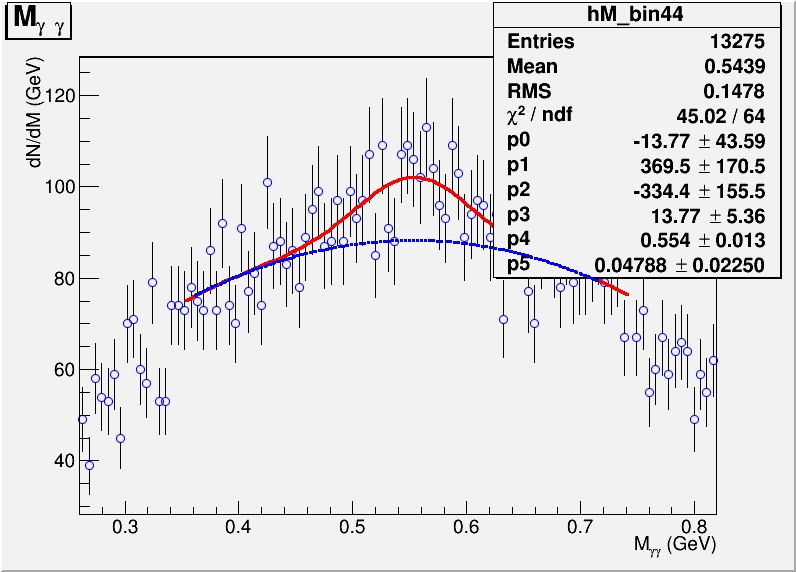 Mγ γ
hM_bin44
Entries 13275
Mean 0.5439
RMS 0.1478
χ² / ndf 45.02 / 64
p0 -13.77 ± 43.59
p1 369.5 ± 170.5
p2 -334.4 ± 155.5
p3 13.77 ± 5.36
p4 0.554 ± 0.013
p5 0.04788 ± 0.02250
dN/dM (GeV)
120
100
80
60
40
0.3 0.4 0.5 0.6 0.7 0.8
Mγγ (GeV)